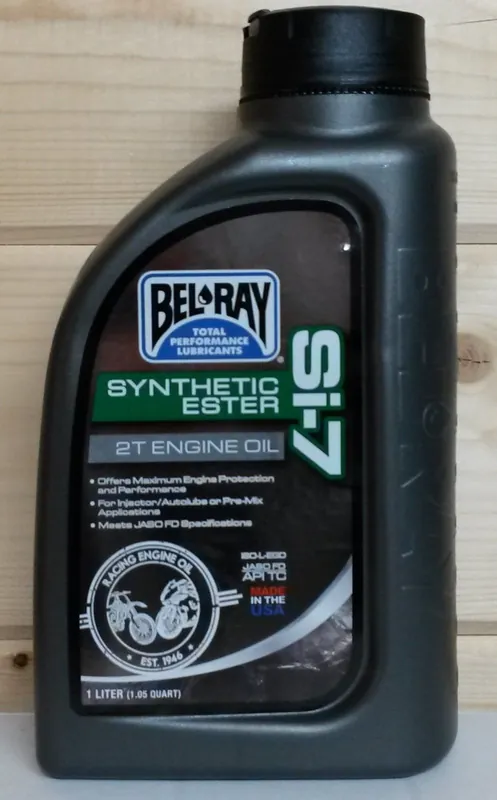 BEL-RAY
TOTAL
PERFORMANCE
LUBRICANTS
®
Si-7
SYNTHETIC
ESTER
2T ENGINE OIL
• Offers Maximum Engine Protection
and Performance
• For Injector/Autolube or Pre-Mix
Applications
• Meets JASO FD Specifications
RACING ENGINE OIL
• EST. 1946 •
ISO-L-EGD
JASO FD
API TC
MADE
IN THE
USA
1 LITER (1.05 QUART)